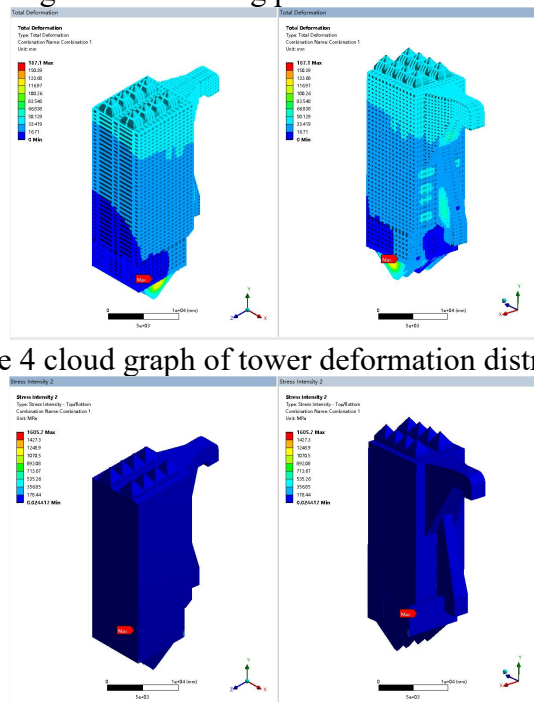 Total Deformation
Total Deformation
Type: Total Deformation
Combination Name: Combination 1
Unit: mm
167.1 Max
150.39
133.68
116.97
100.26
83.548
66.838
50.129
33.419
16.71
0 Min
Max
0
1e+04 (mm)
5e+03
Y
Z
X
Total Deformation
Total Deformation
Type: Total Deformation
Combination Name: Combination 1
Unit: mm
167.1 Max
150.39
133.68
116.97
100.26
83.548
66.838
50.129
33.419
16.71
0 Min
Max
0
1e+04 (mm)
5e+03
Y
X
e 4 cloud graph of tower deformation distr
Stress Intensity 2
Stress Intensity 2
Type: Stress Intensity - Top/Bottom
Combination Name: Combination 1
Unit: MPa
1605.7 Max
1427.3
1248.9
1070.5
892.08
713.67
535.26
356.85
178.44
0.024417 Min
Max
0
1e+04 (mm)
5e+03
Y
Z
X
Stress Intensity 2
Stress Intensity 2
Type: Stress Intensity - Top/Bottom
Combination Name: Combination 1
Unit: MPa
1605.7 Max
1427.3
1248.9
1070.5
892.08
713.67
535.26
356.85
178.44
0.024417 Min
Max
0
1e+04 (mm)
5e+03
Y
X